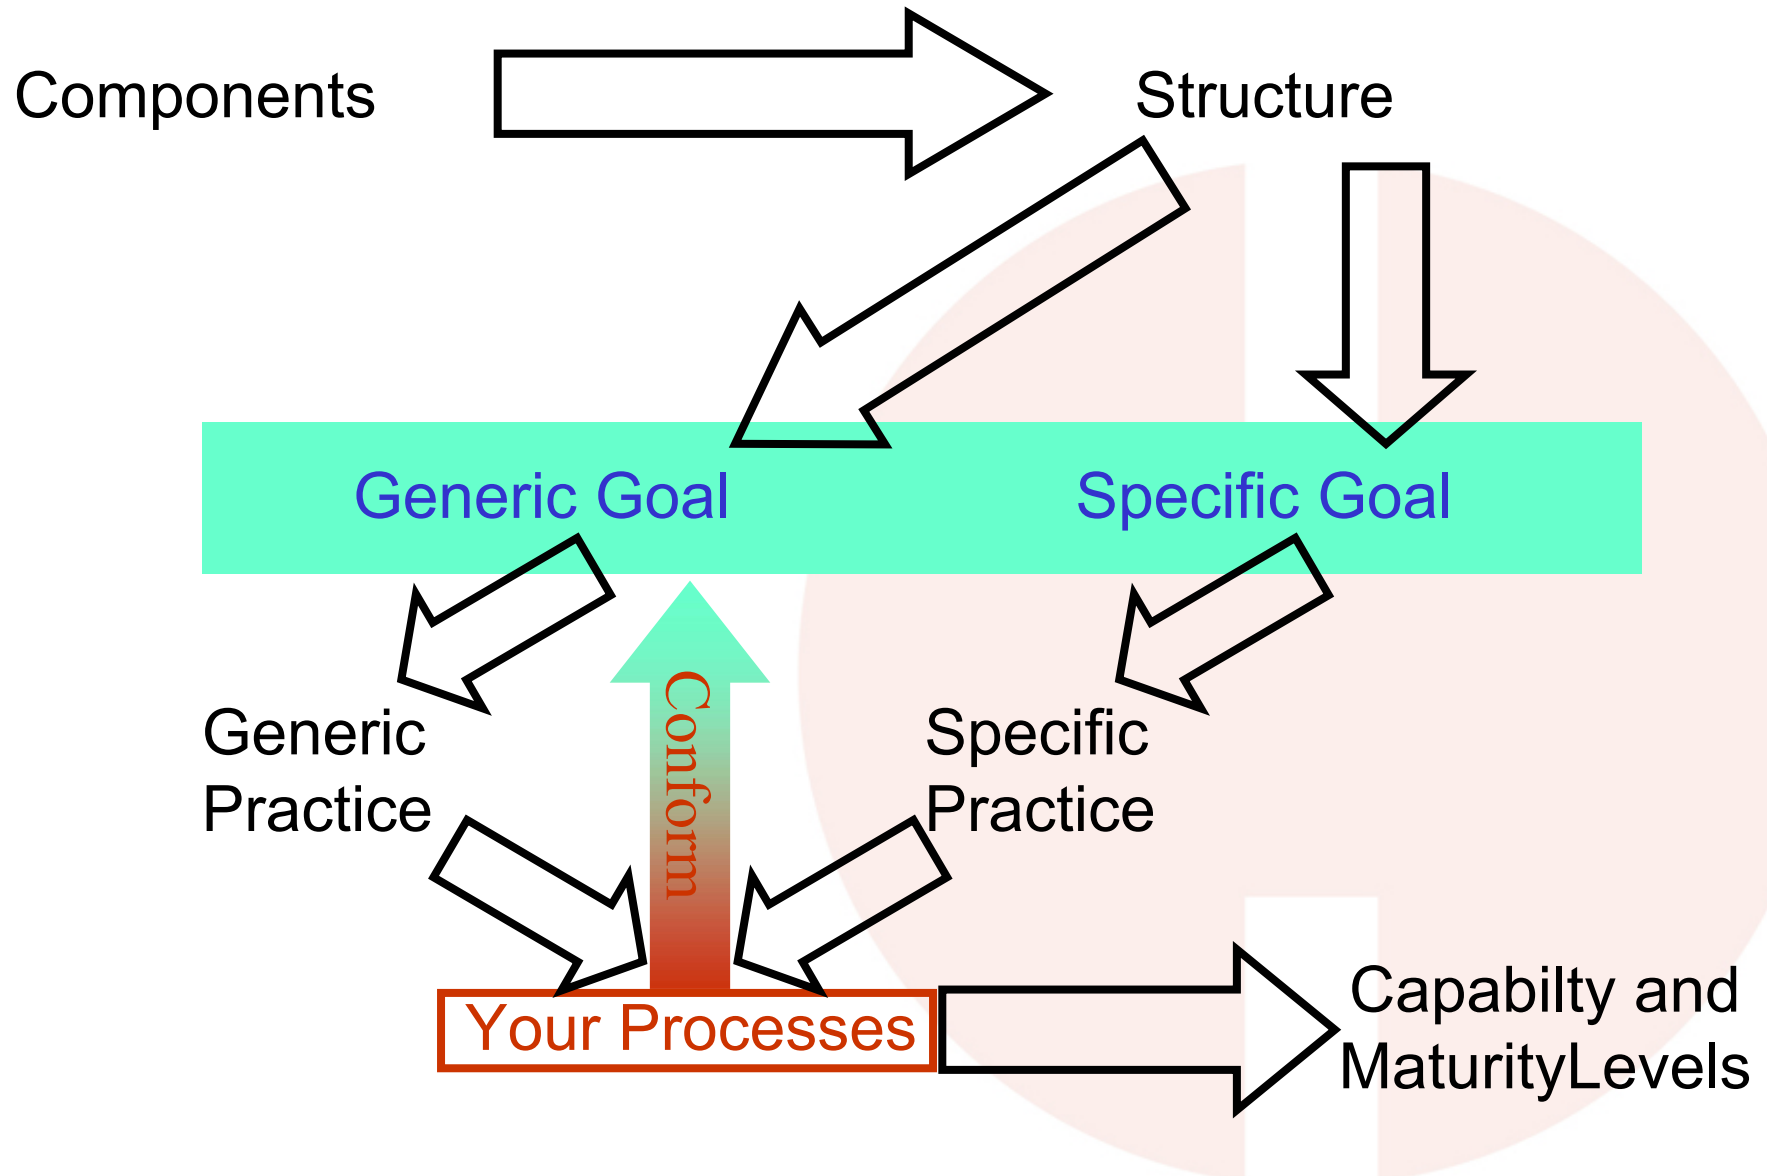 Components
Structure
Generic Goal
Specific Goal
Generic
Practice
Conform
Specific
Practice
Your Processes
Capabilty and
MaturityLevels